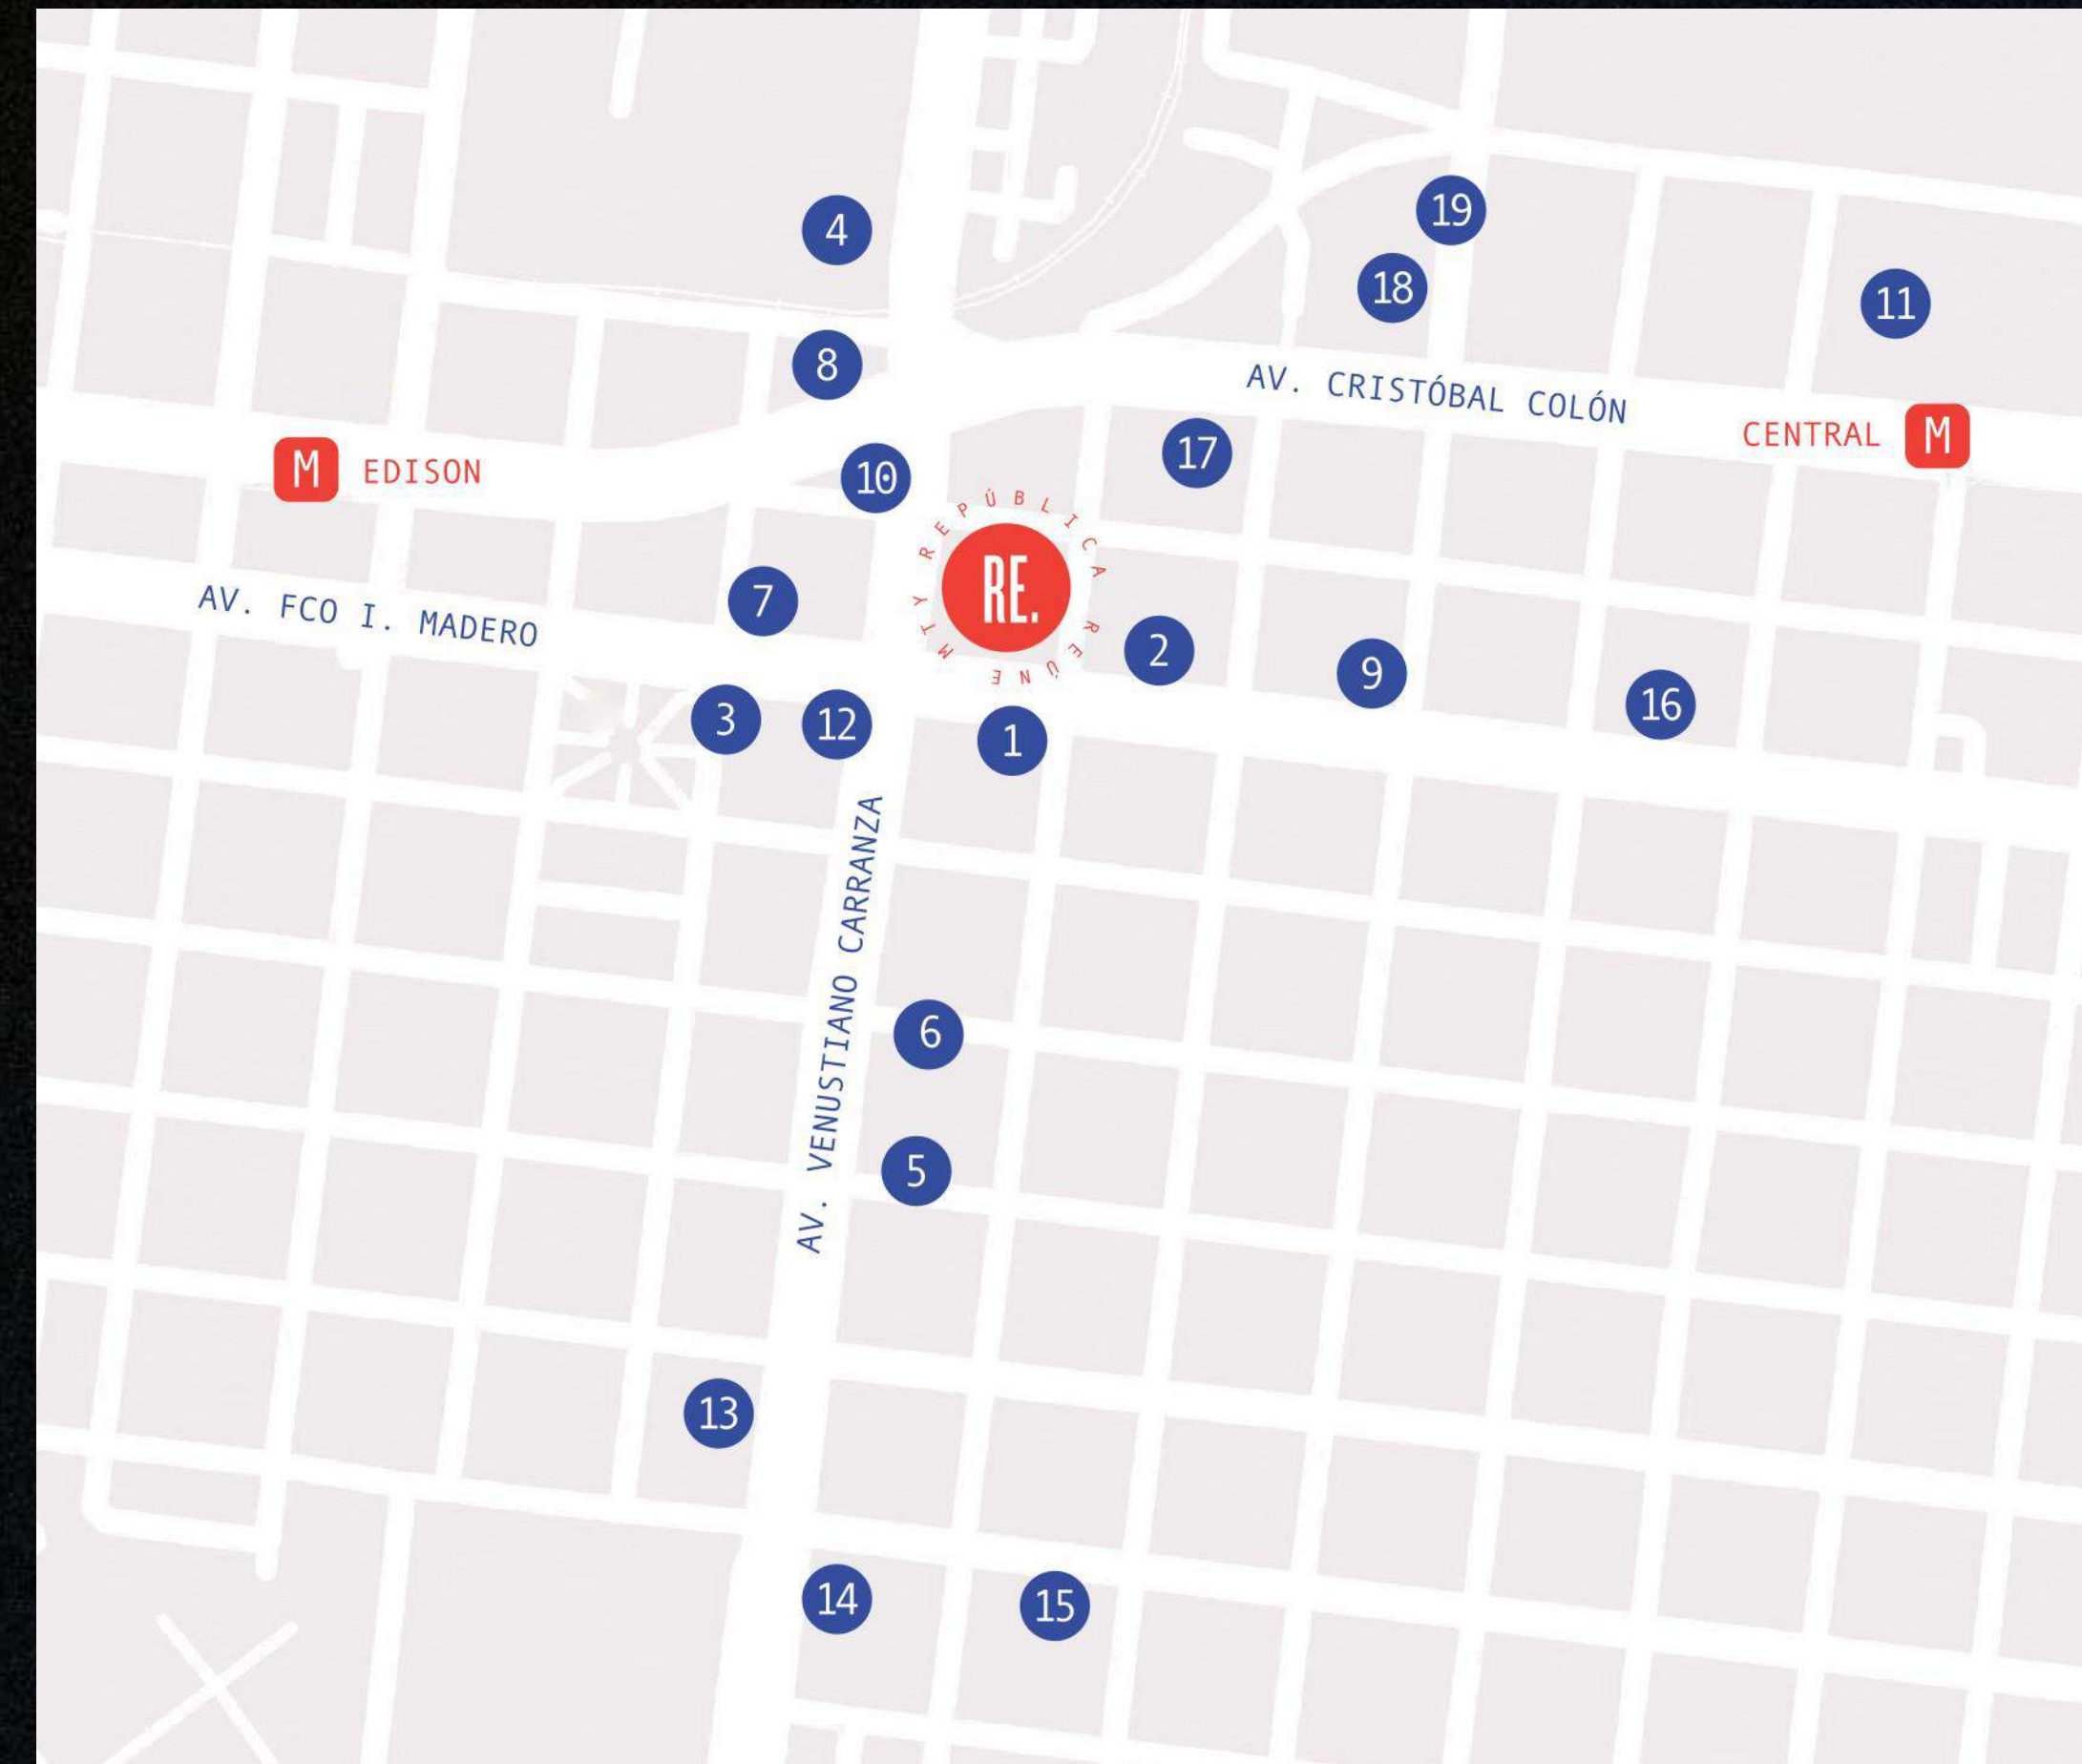 4
19
18
11
8
AV. CRISTÓBAL COLÓN
CENTRAL M
M EDISON
10
17
MTY REPÚBLICA REÚNE
RE.
AV. FCO I. MADERO
7
2
9
16
3
12
1
AV. VENUSTIANO CARRANZA
6
5
13
14
15